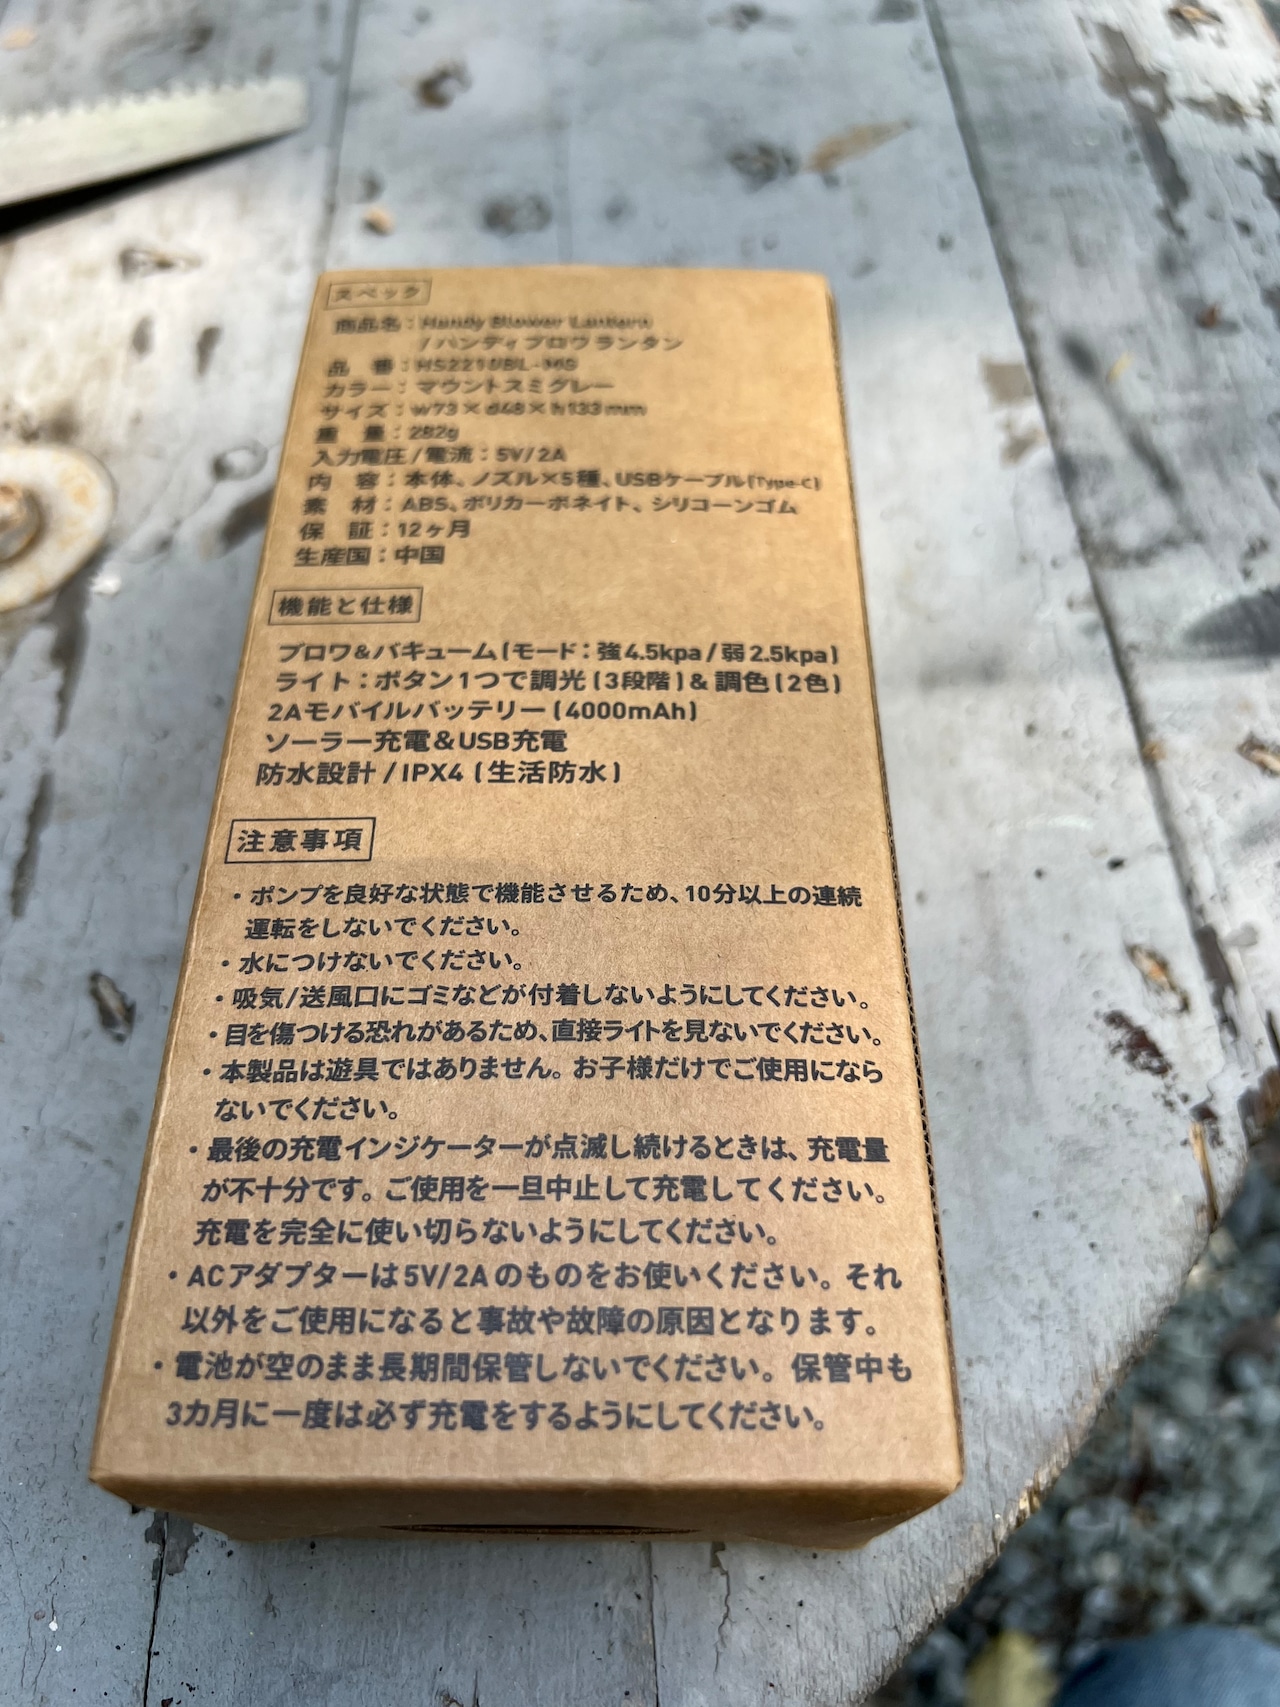 スペック
商品名：Handy Blower Lantern
/ ハンディブロワランタン
品　番：HS2210BL-MS
カラー：マウントスミグレー
サイズ：w73×d48×h133mm
重　量：282g
入力電圧/電流：5V/2A
内　容：本体、ノズル×5種、USBケーブル(Type-C)
素　材：ABS、ポリカーボネイト、シリコーンゴム
保　証：12ヶ月
生産国：中国
機能と仕様
ブロワ&バキューム(モード：強4.5kpa / 弱2.5kpa)
ライト：ボタン1つで調光(3段階)& 調色(2色)
2Aモバイルバッテリー(4000mAh)
ソーラー充電&USB充電
防水設計 / IPX4 (生活防水)
注意事項
・ポンプを良好な状態で機能させるため、10分以上の連続
運転をしないでください。
・水につけないでください。
・吸気/送風口にゴミなどが付着しないようにしてください。
・目を傷つける恐れがあるため、直接ライトを見ないでください。
・本製品は遊具ではありません。お子様だけでご使用になら
ないでください。
・最後の充電インジケーターが点滅し続けるときは、充電量
が不十分です。ご使用を一旦中止して充電してください。
充電を完全に使い切らないようにしてください。
・ACアダプターは5V/2Aのものをお使いください。それ
以外をご使用になると事故や故障の原因となります。
・電池が空のまま長期間保管しないでください。保管中も
3カ月に一度は必ず充電をするようにしてください。